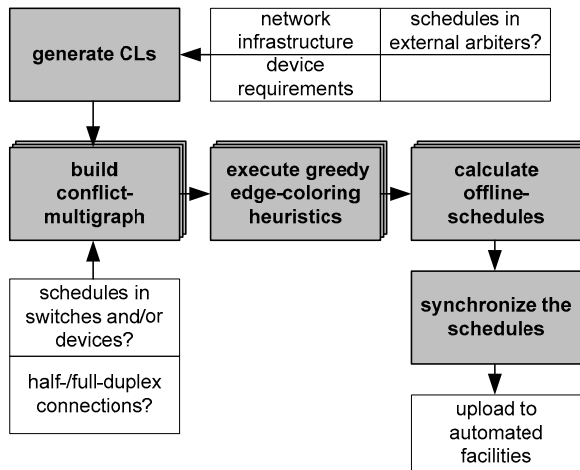 generate CLs
network
infrastructure
schedules in
external arbiters?
device
requirements
build
conflict-
multigraph
execute greedy
edge-coloring
heuristics
calculate
offline-
schedules
schedules in
switches and/or
devices?
half-/full-duplex
connections?
synchronize the
schedules
upload to
automated
facilities